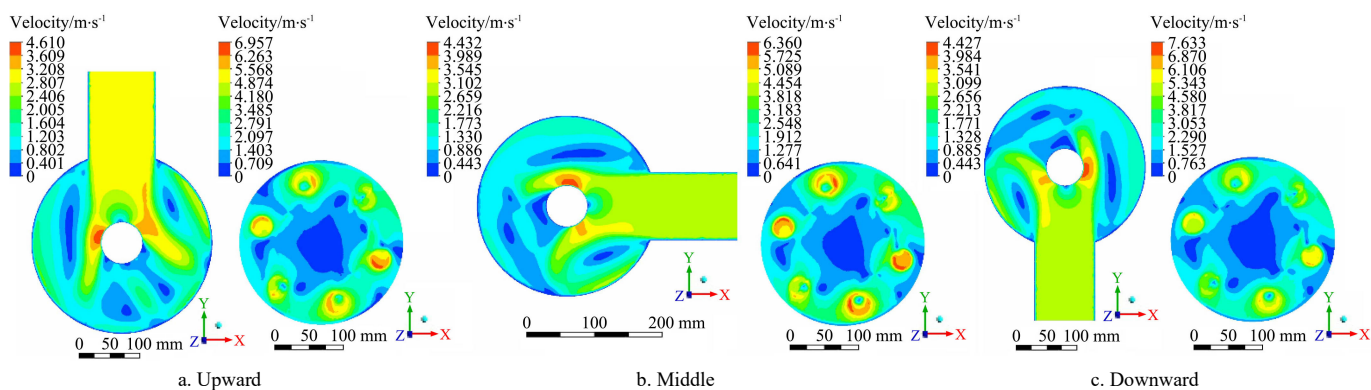 Velocity/m·s⁻¹
4.610
3.609
3.208
2.807
2.406
2.005
1.604
1.203
0.802
0.401
0
Y
Z
X
0 50 100 mm
Velocity/m·s⁻¹
6.957
6.263
5.568
4.874
4.180
3.485
2.791
2.097
1.403
0.709
0
Y
Z
X
0 50 100 mm
a. Upward
Velocity/m·s⁻¹
4.432
3.989
3.545
3.102
2.659
2.216
1.773
1.330
0.886
0.443
0
Y
Z
X
0 100 200 mm
Velocity/m·s⁻¹
6.360
5.725
5.089
4.454
3.818
3.183
2.548
1.912
1.277
0.641
0
Y
Z
X
0 50 100 mm
b. Middle
Velocity/m·s⁻¹
4.427
3.984
3.541
3.099
2.656
2.213
1.771
1.328
0.885
0.443
0
Y
Z
X
0 50 100 mm
Velocity/m·s⁻¹
7.633
6.870
6.106
5.343
4.580
3.817
3.053
2.290
1.527
0.763
0
Y
Z
X
0 50 100 mm
c. Downward